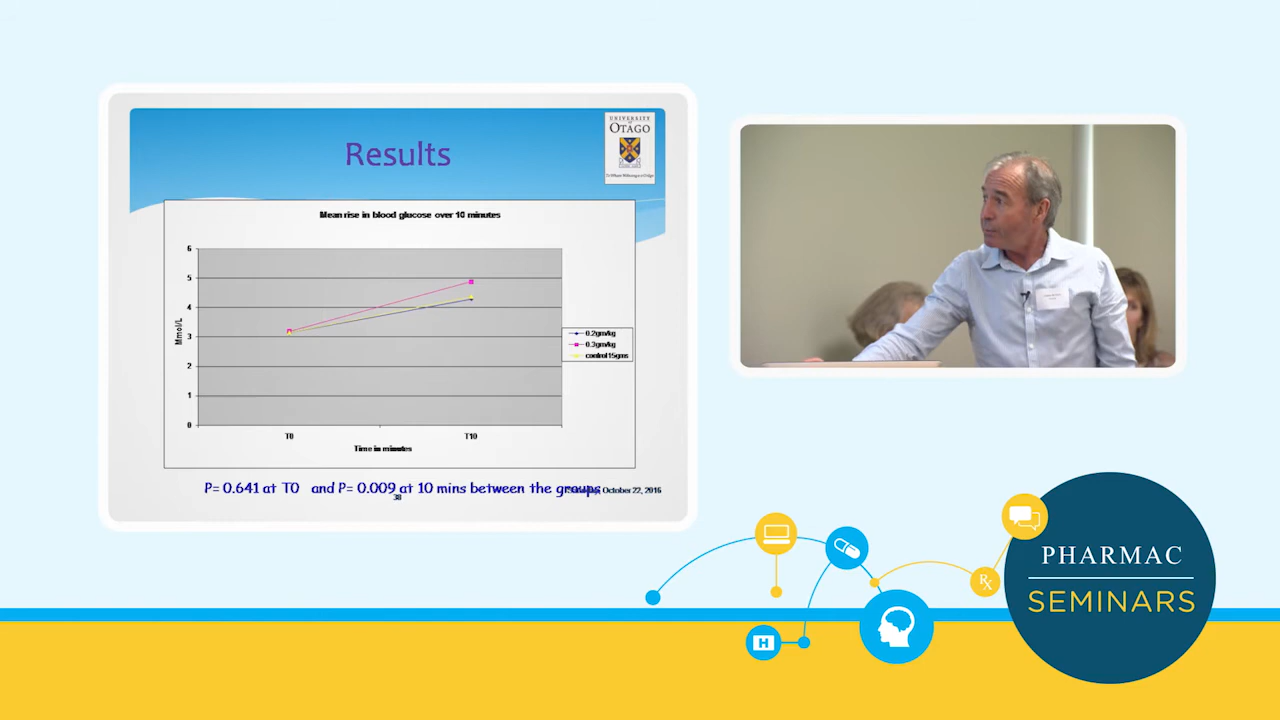 Results
UNIVERSITY
of
OTAGO
Mean rise in blood glucose over 10 minutes
6
5
4
3
2
1
0
Mmol/L
T0
T10
Time in minutes
0.2gm/kg
0.3gm/kg
control 15gms
P= 0.641 at T0 and P= 0.009 at 10 mins between the groups
October 22, 2016
38
PHARMAC
SEMINARS
Rx
H